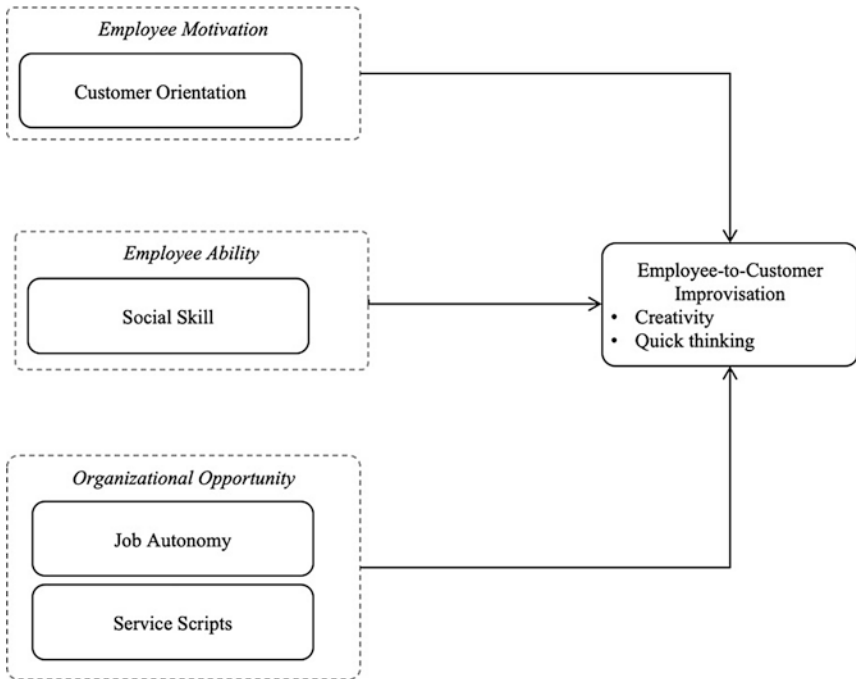 Employee Motivation
Customer Orientation
Employee Ability
Social Skill
Employee-to-Customer
Improvisation
• Creativity
• Quick thinking
Organizational Opportunity
Job Autonomy
Service Scripts